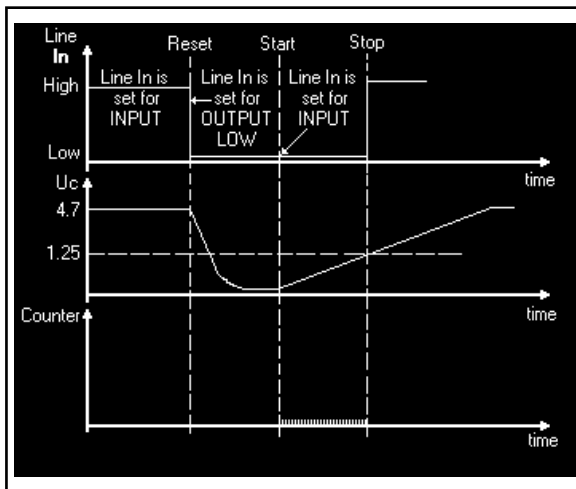 Line
In
Reset Start Stop
High
Line In is
set for
INPUT
Line In is
set for
OUTPUT
LOW
Line In is
set for
INPUT
Low
time
Uc
4.7
1.25
time
Counter
time